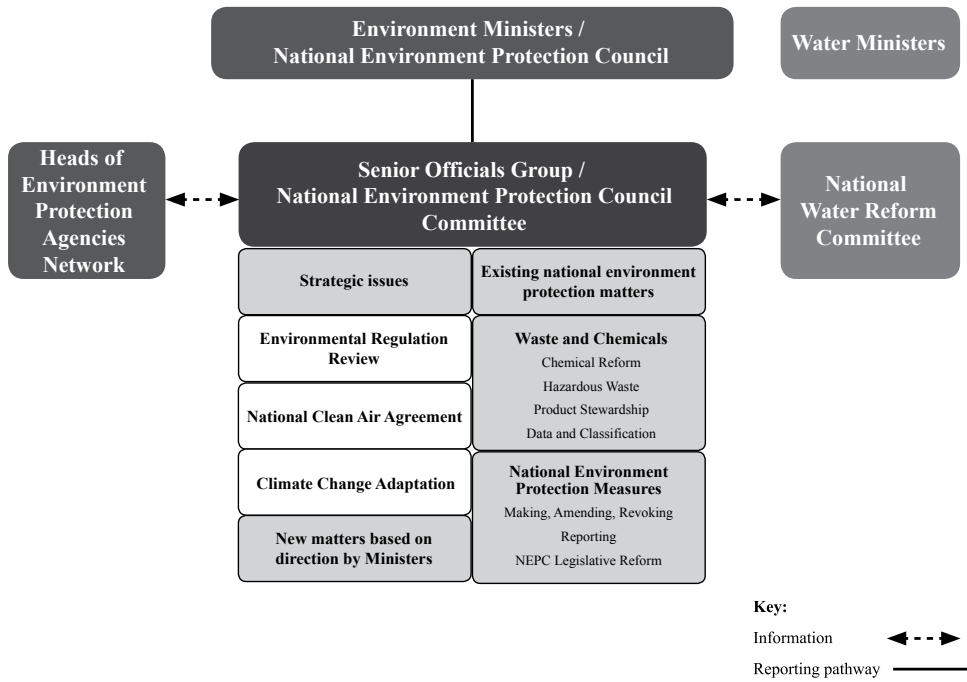 Environment Ministers /
National Environment Protection Council
Water Ministers
Heads of
Environment
Protection
Agencies
Network
Senior Officials Group /
National Environment Protection Council
Committee
National
Water Reform
Committee
Strategic issues
Existing national environment
protection matters
Environmental Regulation
Review
National Clean Air Agreement
Climate Change Adaptation
New matters based on
direction by Ministers
Waste and Chemicals
Chemical Reform
Hazardous Waste
Product Stewardship
Data and Classification
National Environment
Protection Measures
Making, Amending, Revoking
Reporting
NEPC Legislative Reform
Key:
Information
Reporting pathway